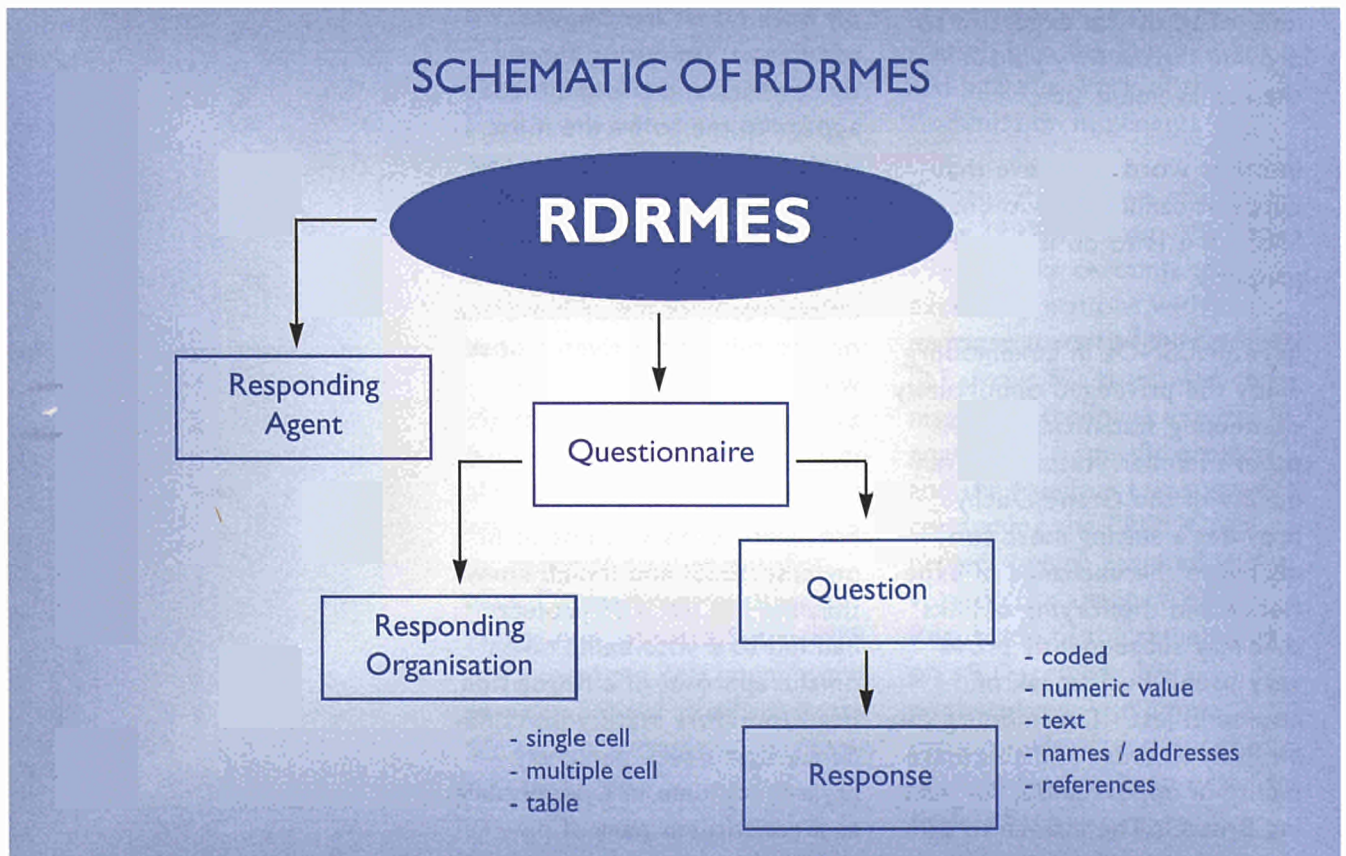 SCHEMATIC OF RDRMES
RDRMES
Responding
Agent
Questionnaire
Responding
Organisation
- single cell
- multiple cell
- table
Question
- coded
- numeric value
- text
- names / addresses
- references
Response